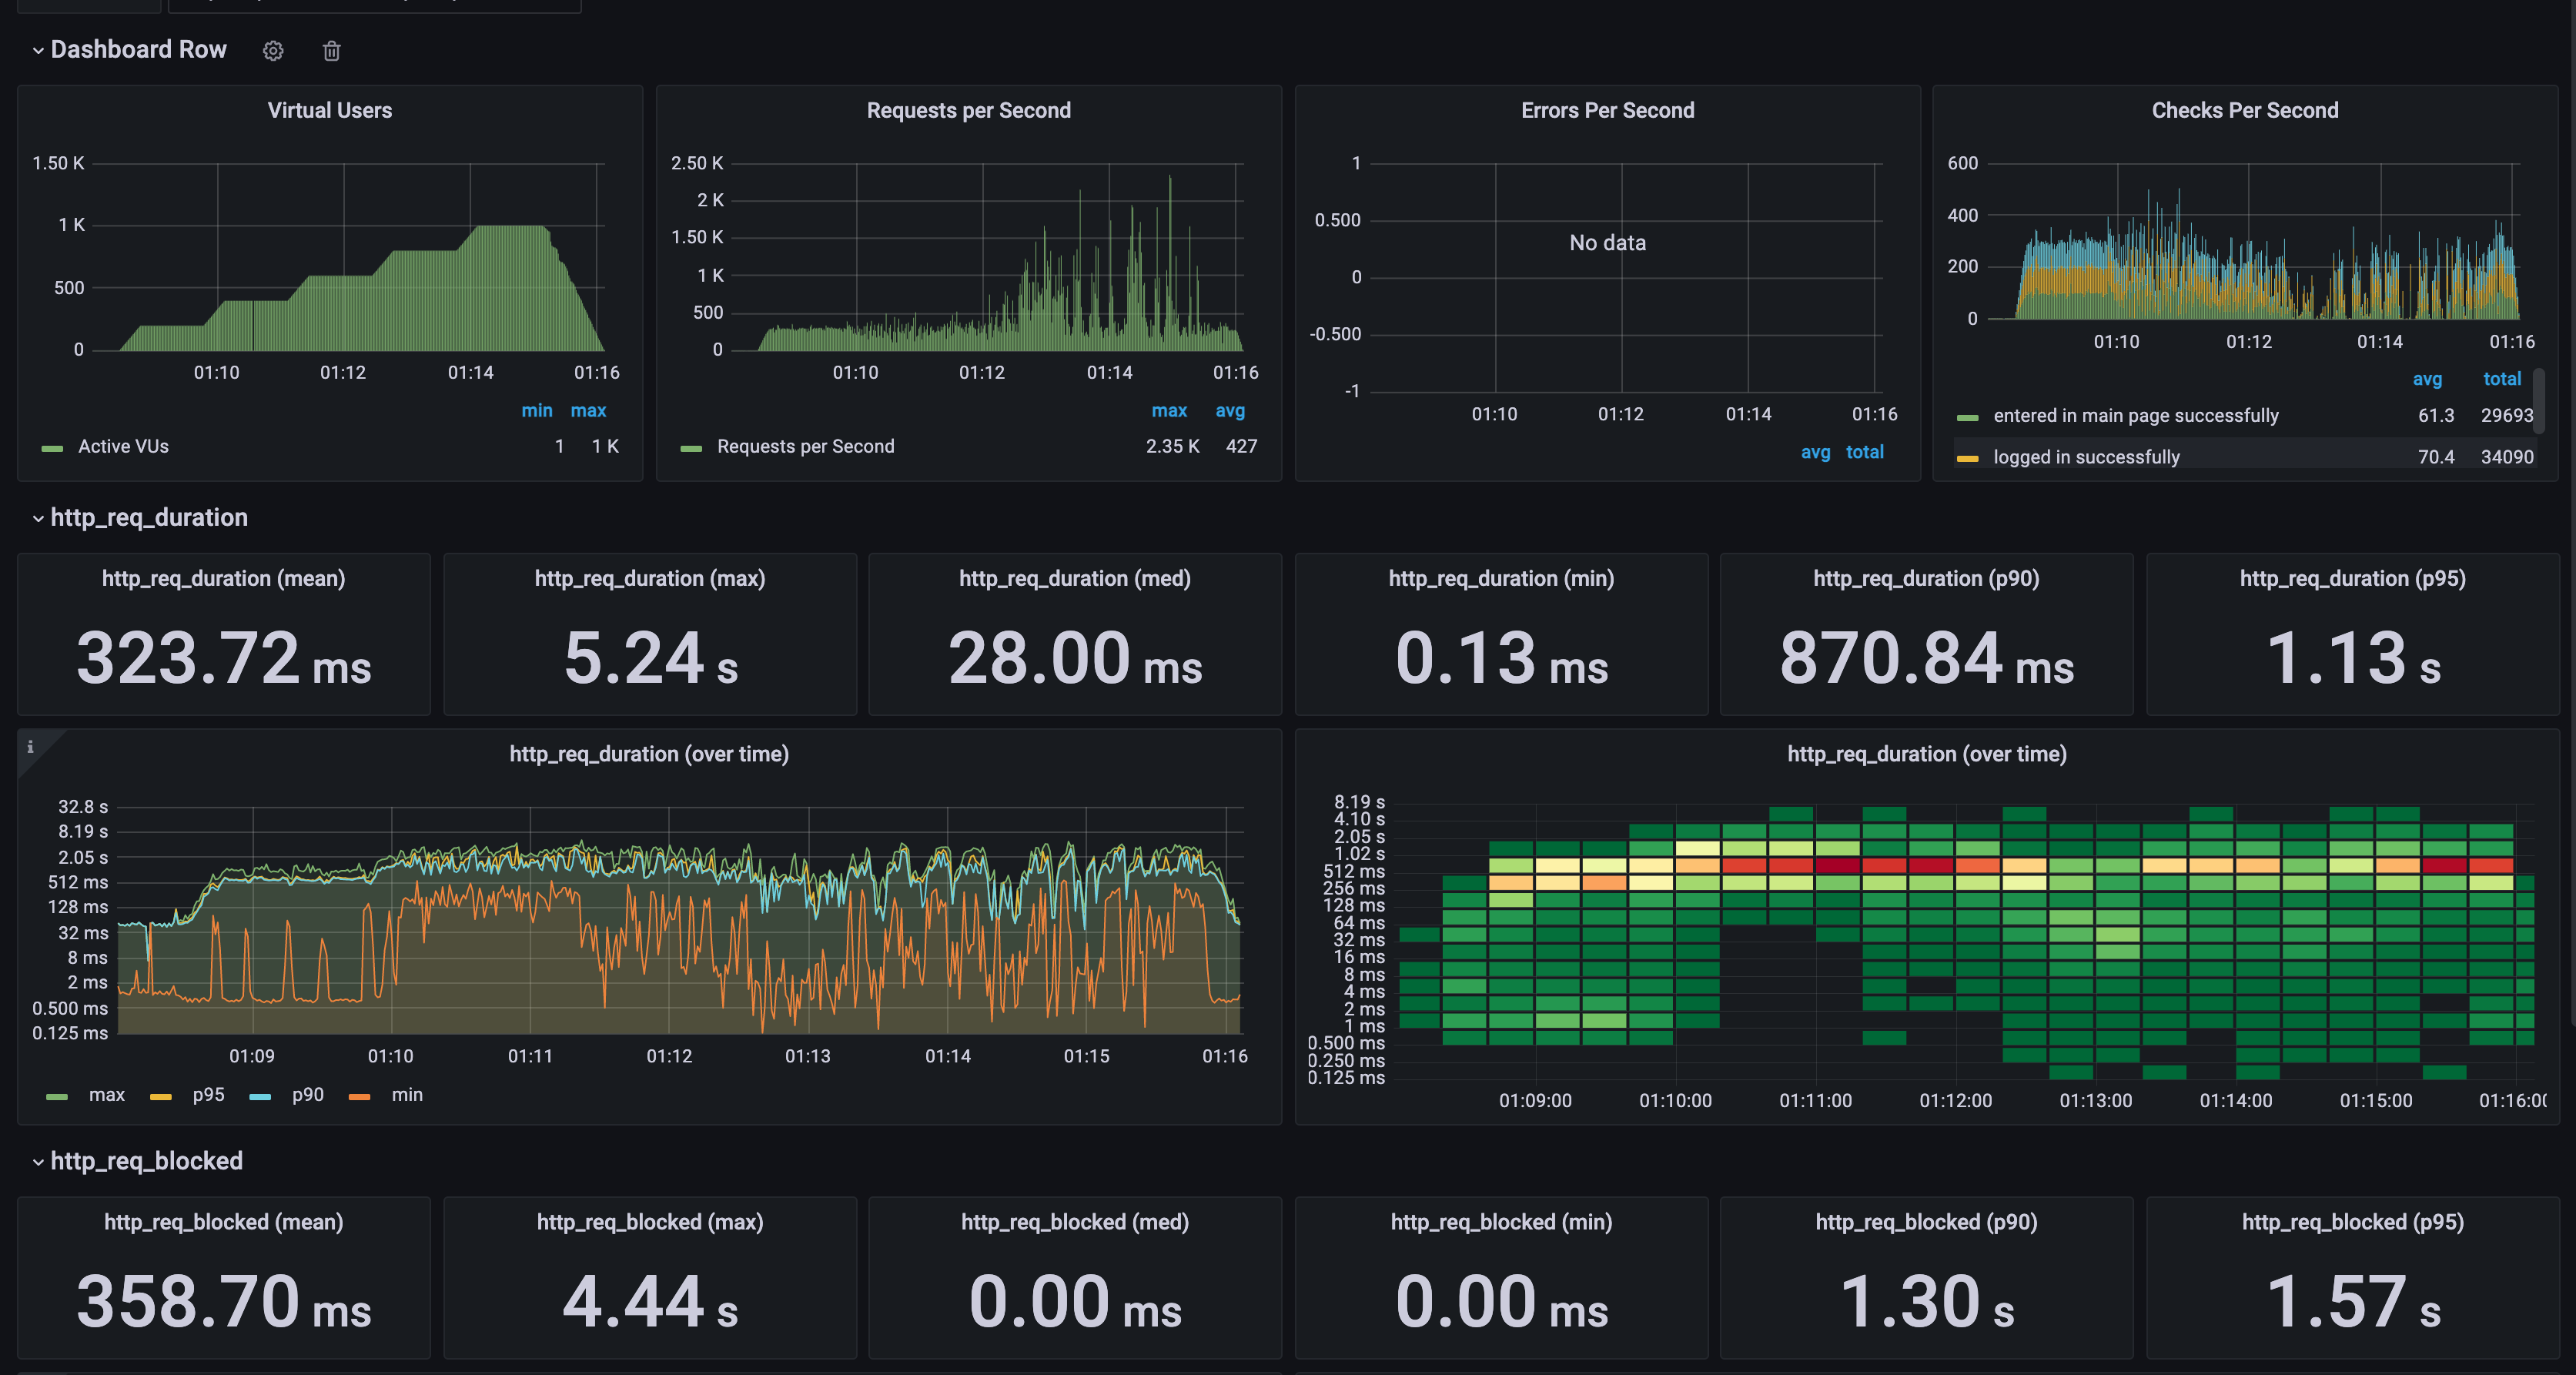 Dashboard Row
Virtual Users
1.50 K
1 K
500
0
01:10 01:12 01:14 01:16
min max
Active VUs 1 1 K
Requests per Second
2.50 K
2 K
1.50 K
1 K
500
0
01:10 01:12 01:14 01:16
max avg
Requests per Second 2.35 K 427
Errors Per Second
1
0.500
0
-0.500
-1
No data
01:10 01:12 01:14 01:16
avg total
Checks Per Second
600
400
200
0
01:10 01:12 01:14 01:16
avg total
entered in main page successfully 61.3 29693
logged in successfully 70.4 34090
http_req_duration
http_req_duration (mean)
323.72 ms
http_req_duration (max)
5.24 s
http_req_duration (med)
28.00 ms
http_req_duration (min)
0.13 ms
http_req_duration (p90)
870.84 ms
http_req_duration (p95)
1.13 s
i
http_req_duration (over time)
32.8 s
8.19 s
2.05 s
512 ms
128 ms
32 ms
8 ms
2 ms
0.500 ms
0.125 ms
01:09 01:10 01:11 01:12 01:13 01:14 01:15 01:16
max p95 p90 min
http_req_duration (over time)
8.19 s
4.10 s
2.05 s
1.02 s
512 ms
256 ms
128 ms
64 ms
32 ms
16 ms
8 ms
4 ms
2 ms
1 ms
0.500 ms
0.250 ms
0.125 ms
01:09:00 01:10:00 01:11:00 01:12:00 01:13:00 01:14:00 01:15:00 01:16:0
http_req_blocked
http_req_blocked (mean)
358.70 ms
http_req_blocked (max)
4.44 s
http_req_blocked (med)
0.00 ms
http_req_blocked (min)
0.00 ms
http_req_blocked (p90)
1.30 s
http_req_blocked (p95)
1.57 s